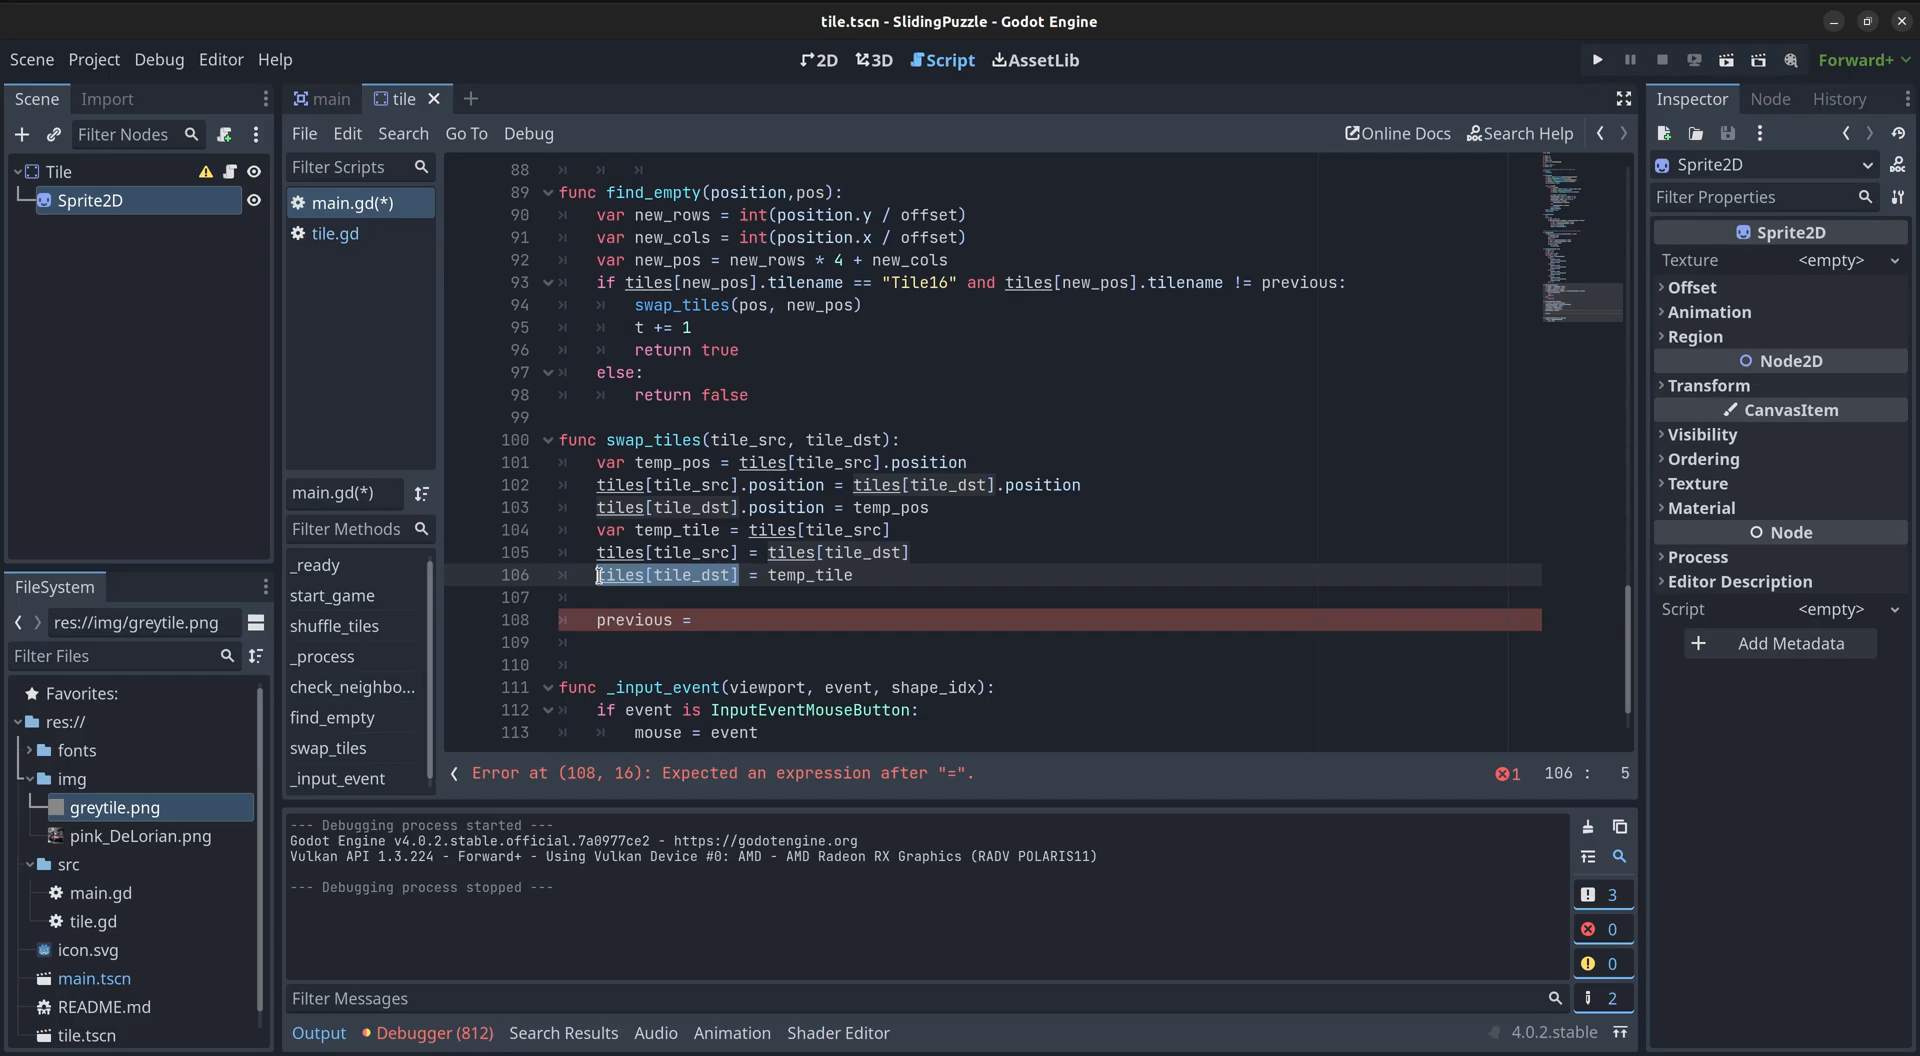 tile.tscn - SlidingPuzzle - Godot Engine
Scene Project Debug Editor Help
2D 3D Script AssetLib
Forward+
Scene Import
Filter Nodes
Tile
Sprite2D
main tile
File Edit Search Go To Debug
Online Docs Search Help
Filter Scripts
main.gd(*)
tile.gd
main.gd(*)
Filter Methods
_ready
start_game
shuffle_tiles
_process
check_neighbo...
find_empty
swap_tiles
_input_event
88
89 func find_empty(position,pos):
90 var new_rows = int(position.y / offset)
91 var new_cols = int(position.x / offset)
92 var new_pos = new_rows * 4 + new_cols
93 if tiles[new_pos].tilename == "Tile16" and tiles[new_pos].tilename != previous:
94 swap_tiles(pos, new_pos)
95 t += 1
96 return true
97 else:
98 return false
99
100 func swap_tiles(tile_src, tile_dst):
101 var temp_pos = tiles[tile_src].position
102 tiles[tile_src].position = tiles[tile_dst].position
103 tiles[tile_dst].position = temp_pos
104 var temp_tile = tiles[tile_src]
105 tiles[tile_src] = tiles[tile_dst]
106 tiles[tile_dst] = temp_tile
107
108 previous =
109
110
111 func _input_event(viewport, event, shape_idx):
112 if event is InputEventMouseButton:
113 mouse = event
Error at (108, 16): Expected an expression after "=".
1 106 : 5
FileSystem
res://img/greytile.png
Filter Files
Favorites:
res://
fonts
img
greytile.png
pink_DeLorian.png
src
main.gd
tile.gd
icon.svg
main.tscn
README.md
tile.tscn
--- Debugging process started ---
Godot Engine v4.0.2.stable.official.7a0977ce2 - https://godotengine.org
Vulkan API 1.3.224 - Forward+ - Using Vulkan Device #0: AMD - AMD Radeon RX Graphics (RADV POLARIS11)
--- Debugging process stopped ---
3
0
0
2
Filter Messages
Output Debugger (812) Search Results Audio Animation Shader Editor
4.0.2.stable
Inspector Node History
Sprite2D
Filter Properties
Sprite2D
Texture <empty>
Offset
Animation
Region
Node2D
Transform
CanvasItem
Visibility
Ordering
Texture
Material
Node
Process
Editor Description
Script <empty>
Add Metadata